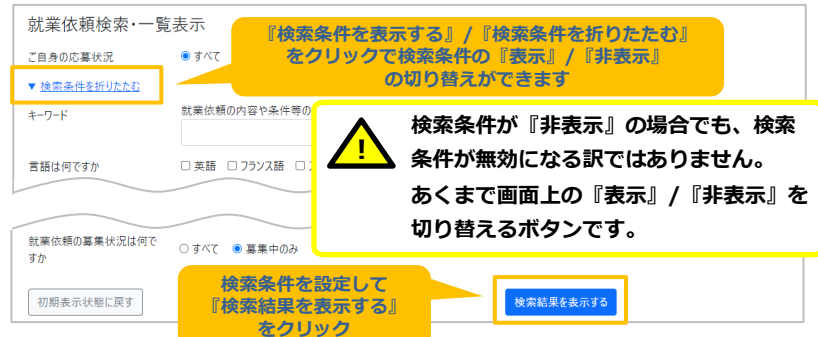 就業依頼検索・一覧表示
『検索条件を表示する』/『検索条件を折りたたむ』
をクリックで検索条件の『表示』/『非表示』
の切り替えができます
ご自身の応募状況
すべて
▼ 検索条件を折りたたむ
キーワード
就業依頼の内容や条件等の
検索条件が『非表示』の場合でも、検索
条件が無効になる訳ではありません。
あくまで画面上の『表示』/『非表示』を
切り替えるボタンです。
!
言語は何ですか
英語 フランス語
就業依頼の募集状況は何で
すか
すべて 募集中のみ
検索条件を設定して
『検索結果を表示する』
をクリック
初期表示状態に戻す
検索結果を表示する